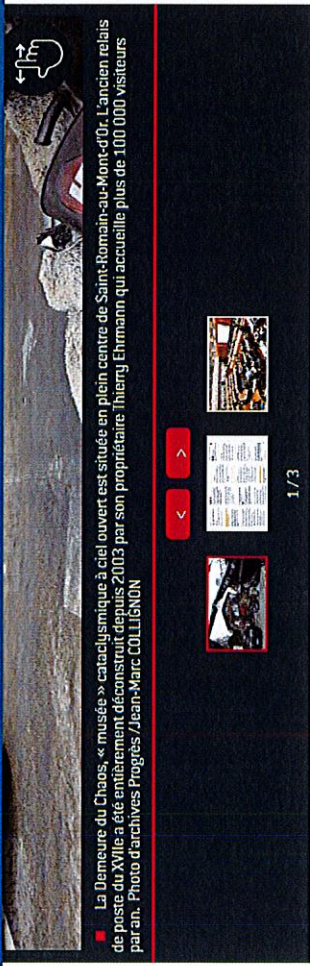 La Demeure du Chaos, « musée » cataclysmique à ciel ouvert est située en plein centre de Saint-Romain-au-Mont-d'Or. L'ancien relais
de poste du XVIIe a été entièrement déconstruit depuis 2003 par son propriétaire Thierry Ehrmann qui accueille plus de 100 000 visiteurs
par an. Photo d'archives Progrès /Jean-Marc COLLIGNON
< >
1/3